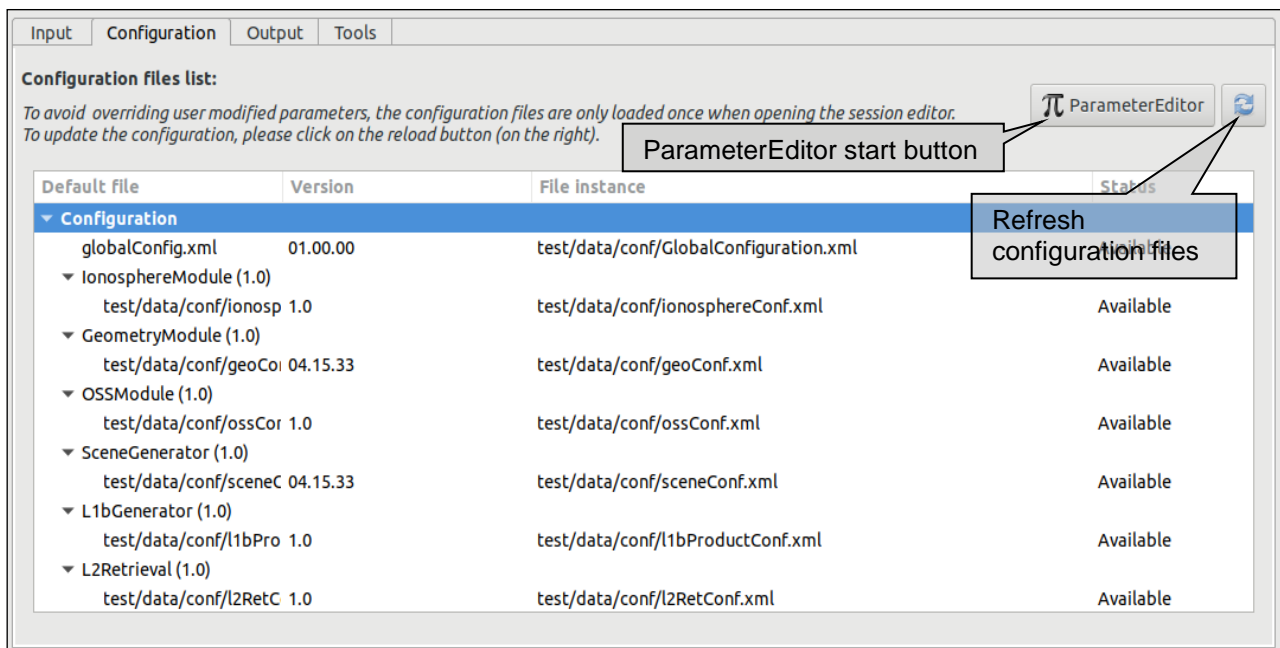 Input Configuration Output Tools
Configuration files list:
To avoid overriding user modified parameters, the configuration files are only loaded once when opening the session editor.
To update the configuration, please click on the reload button (on the right).
π ParameterEditor
ParameterEditor start button
Refresh
configuration files
Default file Version File instance Status
Configuration
globalConfig.xml 01.00.00 test/data/conf/GlobalConfiguration.xml Available
IonosphereModule (1.0)
test/data/conf/ionosp 1.0 test/data/conf/ionosphereConf.xml Available
GeometryModule (1.0)
test/data/conf/geoCo 04.15.33 test/data/conf/geoConf.xml Available
OSSModule (1.0)
test/data/conf/ossCor 1.0 test/data/conf/ossConf.xml Available
SceneGenerator (1.0)
test/data/conf/sceneC 04.15.33 test/data/conf/sceneConf.xml Available
L1bGenerator (1.0)
test/data/conf/l1bPro 1.0 test/data/conf/l1bProductConf.xml Available
L2Retrieval (1.0)
test/data/conf/l2RetC 1.0 test/data/conf/l2RetConf.xml Available